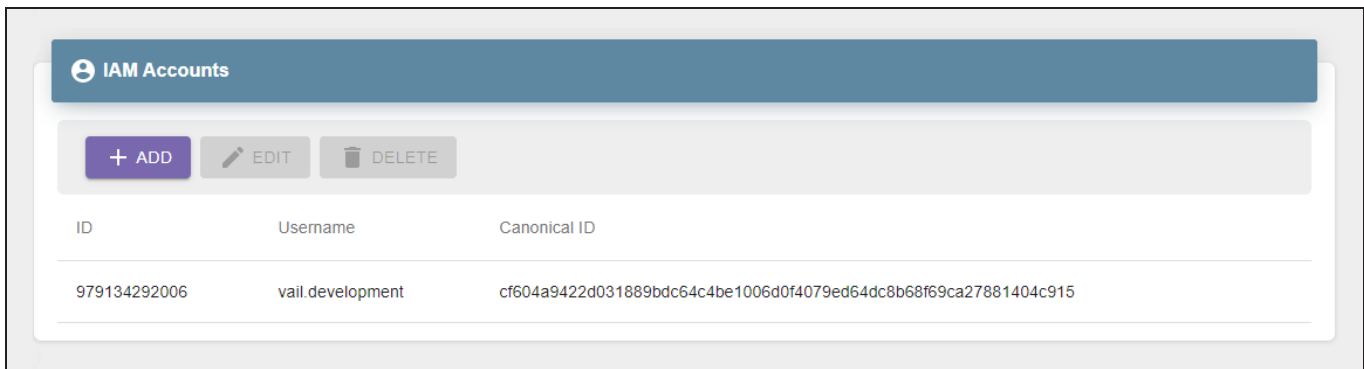 IAM Accounts
+ ADD EDIT DELETE
ID Username Canonical ID
979134292006 vail.development cf604a9422d031889bdc64c4be1006d0f4079ed64dc8b68f69ca27881404c915